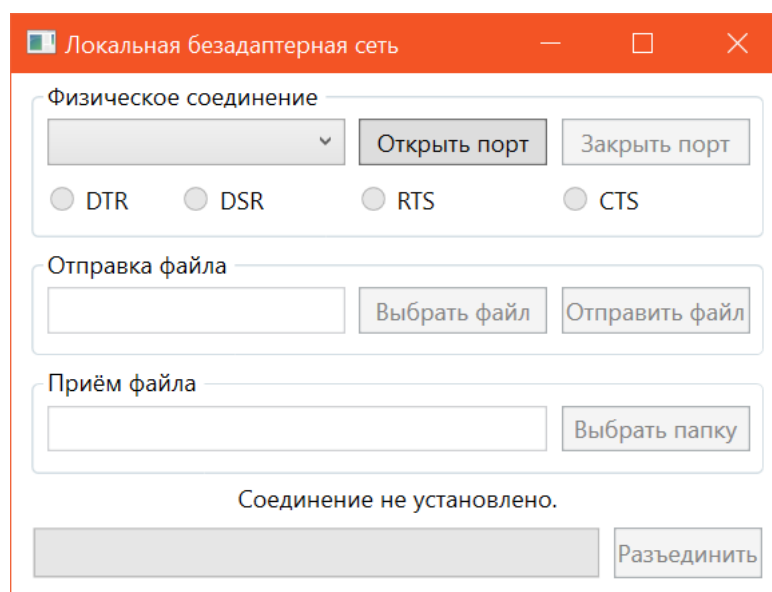 Локальная безадаптерная сеть
Физическое соединение
Открыть порт Закрыть порт
DTR DSR RTS CTS
Отправка файла
Выбрать файл Отправить файл
Приём файла
Выбрать папку
Соединение не установлено.
Разъединить